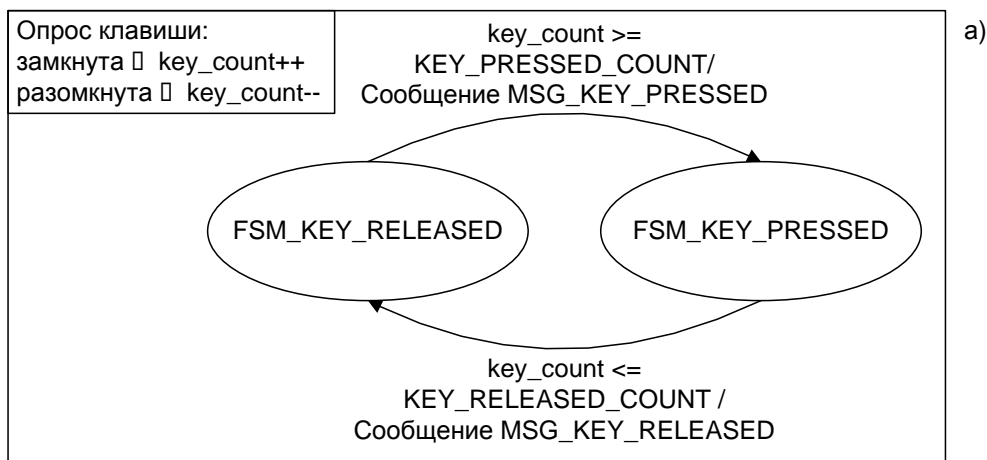 Опрос клавиши:
замкнута ▯ key_count++
разомкнута ▯ key_count--
key_count >=
KEY_PRESSED_COUNT/
Сообщение MSG_KEY_PRESSED
а)
FSM_KEY_RELEASED
FSM_KEY_PRESSED
key_count <=
KEY_RELEASED_COUNT /
Сообщение MSG_KEY_RELEASED